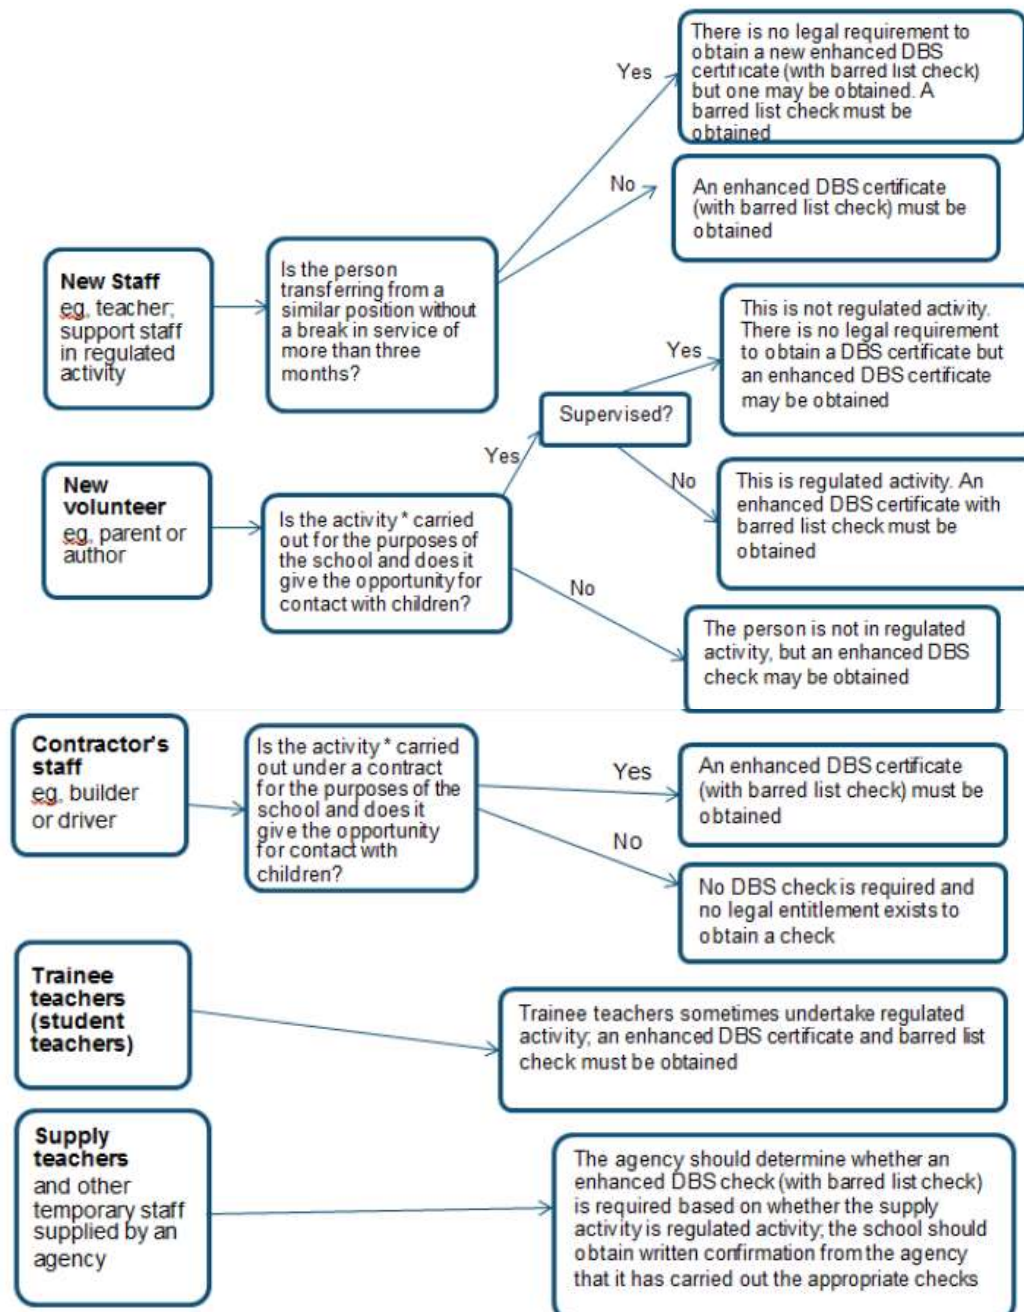 New Staff
eg, teacher;
support staff
in regulated
activity
Is the person
transferring from a
similar position without
a break in service of
more than three
months?
Yes
There is no legal requirement to
obtain a new enhanced DBS
certificate (with barred list check)
but one may be obtained. A
barred list check must be
obtained
No
An enhanced DBS certificate
(with barred list check) must be
obtained
New
volunteer
eg, parent or
author
Is the activity * carried
out for the purposes of
the school and does it
give the opportunity for
contact with children?
Yes
Supervised?
Yes
This is not regulated activity.
There is no legal requirement
to obtain a DBS certificate but
an enhanced DBS certificate
may be obtained
No
This is regulated activity. An
enhanced DBS certificate with
barred list check must be
obtained
No
The person is not in regulated
activity, but an enhanced DBS
check may be obtained
Contractor's
staff
eg, builder
or driver
Is the activity * carried
out under a contract
for the purposes of the
school and does it
give the opportunity
for contact with
children?
Yes
An enhanced DBS certificate
(with barred list check) must be
obtained
No
No DBS check is required and
no legal entitlement exists to
obtain a check
Trainee
teachers
(student
teachers)
Trainee teachers sometimes undertake regulated
activity; an enhanced DBS certificate and barred list
check must be obtained
Supply
teachers
and other
temporary staff
supplied by an
agency
The agency should determine whether an
enhanced DBS check (with barred list check)
is required based on whether the supply
activity is regulated activity; the school should
obtain written confirmation from the agency
that it has carried out the appropriate checks